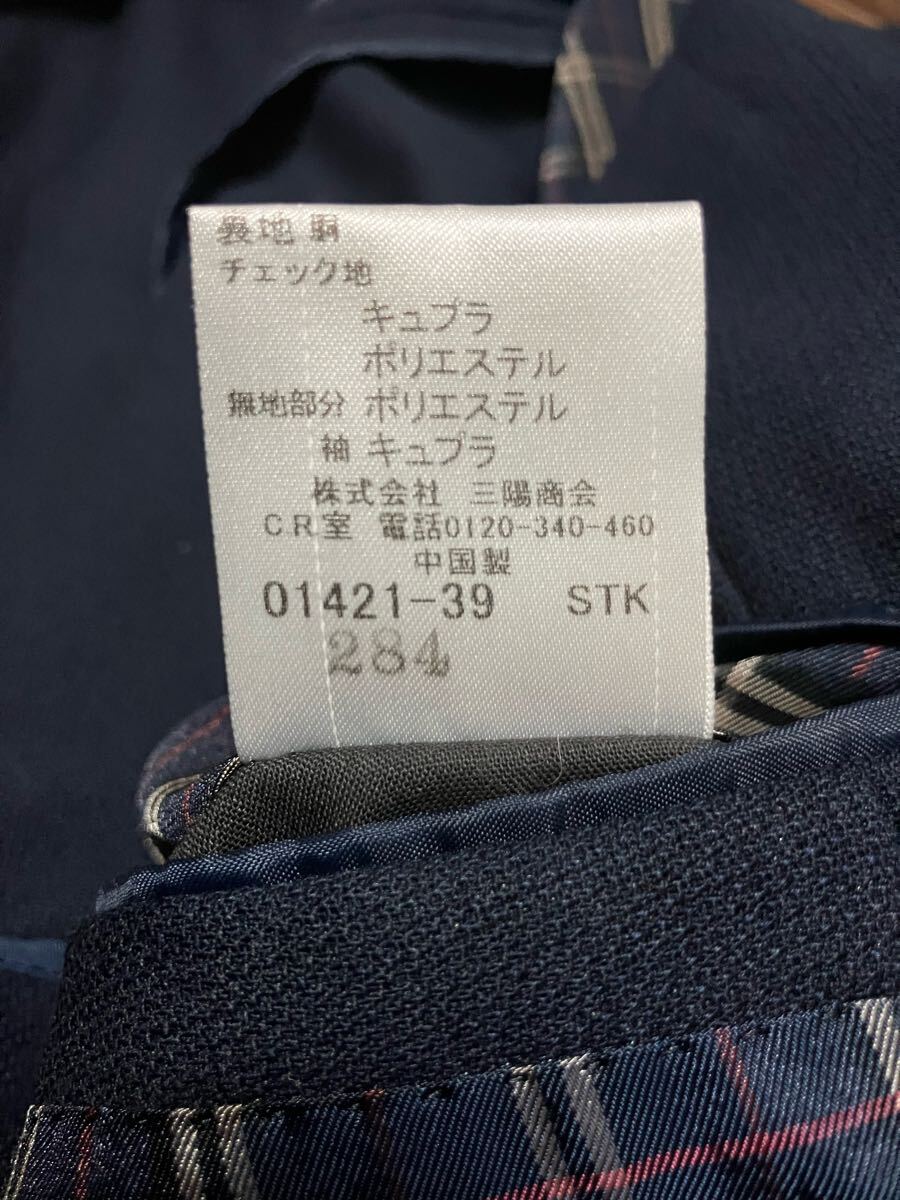 裏地 胴
チェック地
キュプラ
ポリエステル
無地部分 ポリエステル
袖 キュプラ
株式会社 三陽商会
CR室 電話0120-340-460
中国製
01421-39 STK
284